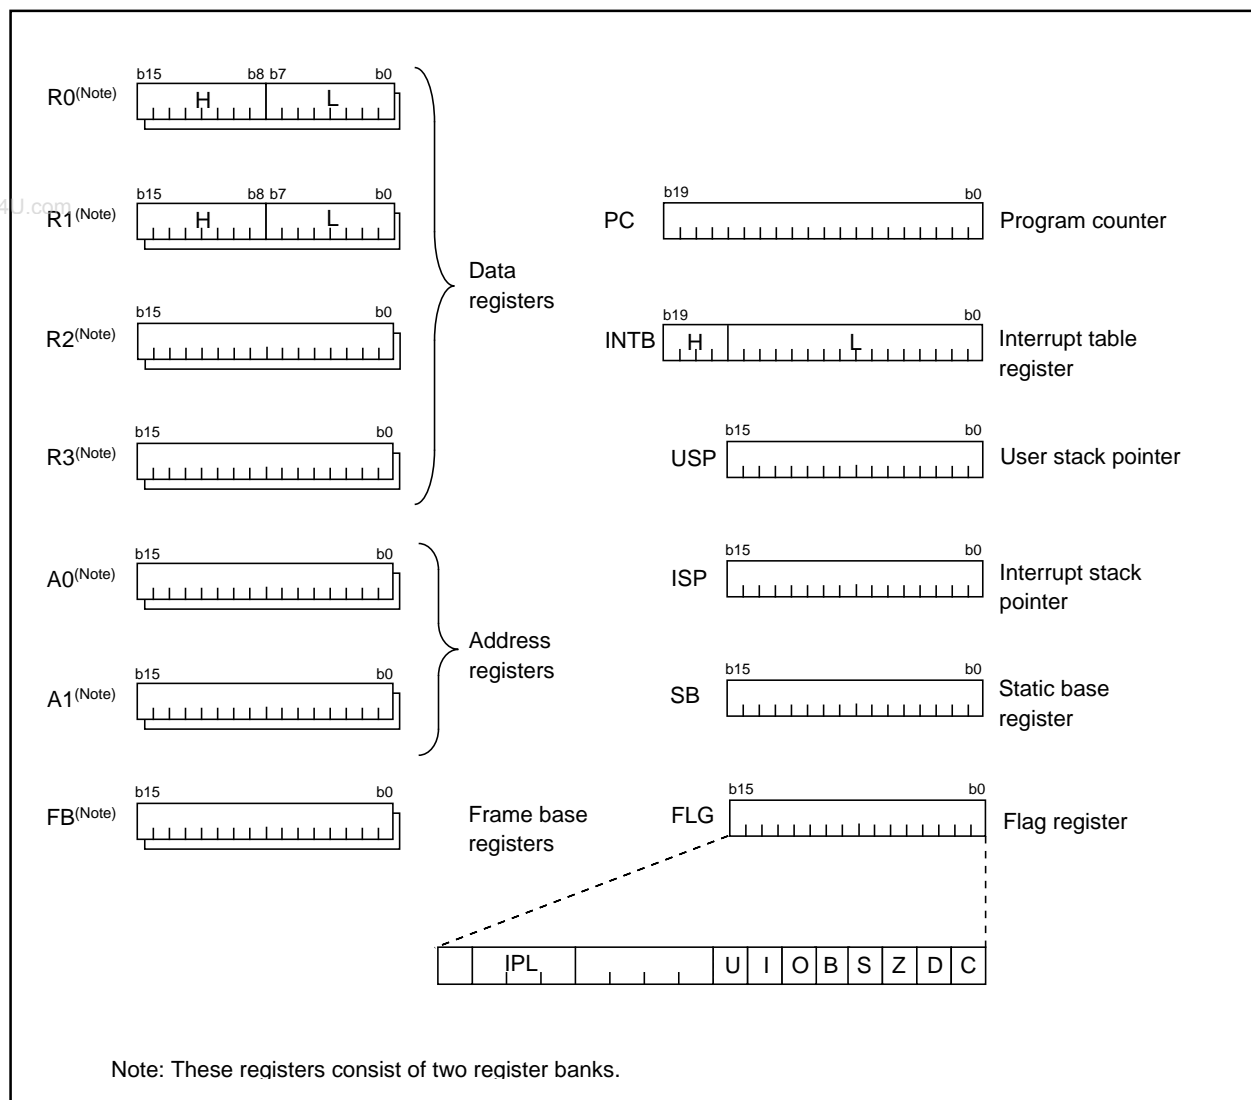 b15 b8 b7 b0
R0(Note) H L
4U.com
b15 b8 b7 b0
R1(Note) H L
b15 b0
R2(Note)
b15 b0
R3(Note)
Data
registers
b15 b0
A0(Note)
b15 b0
A1(Note)
Address
registers
b15 b0
FB(Note)
Frame base
registers
b19 b0
PC Program counter
b19 b0
INTB H L Interrupt table
register
b15 b0
USP User stack pointer
b15 b0
ISP Interrupt stack
pointer
b15 b0
SB Static base
register
b15 b0
FLG Flag register
IPL U I O B S Z D C
Note: These registers consist of two register banks.